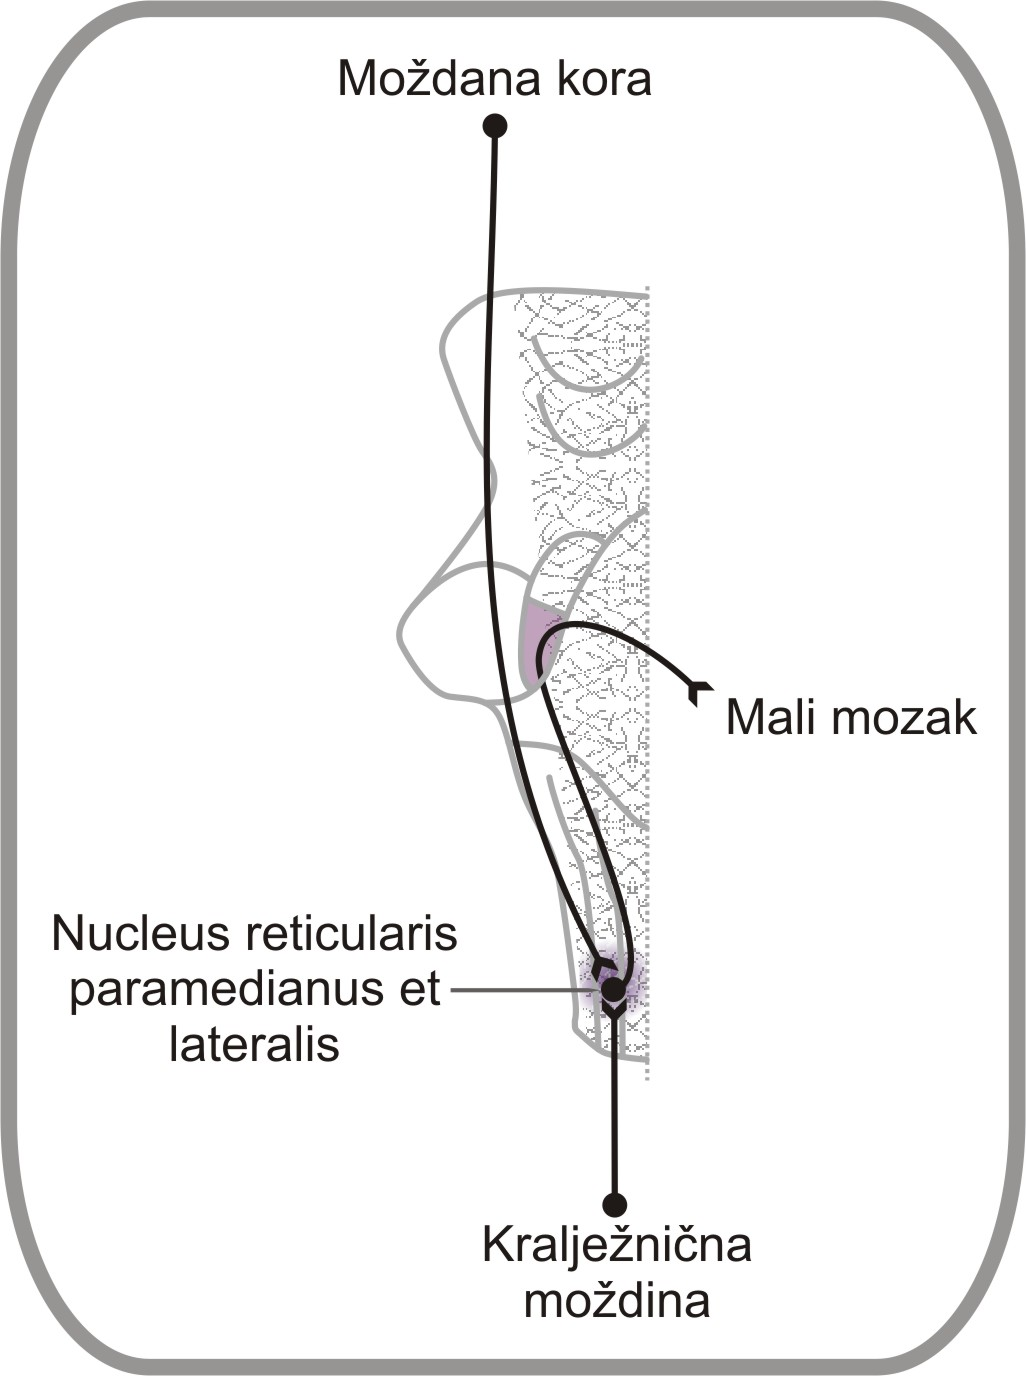 Moždana kora
Mali mozak
Nucleus reticularis
paramedianus et
lateralis
Kralježnična
moždina